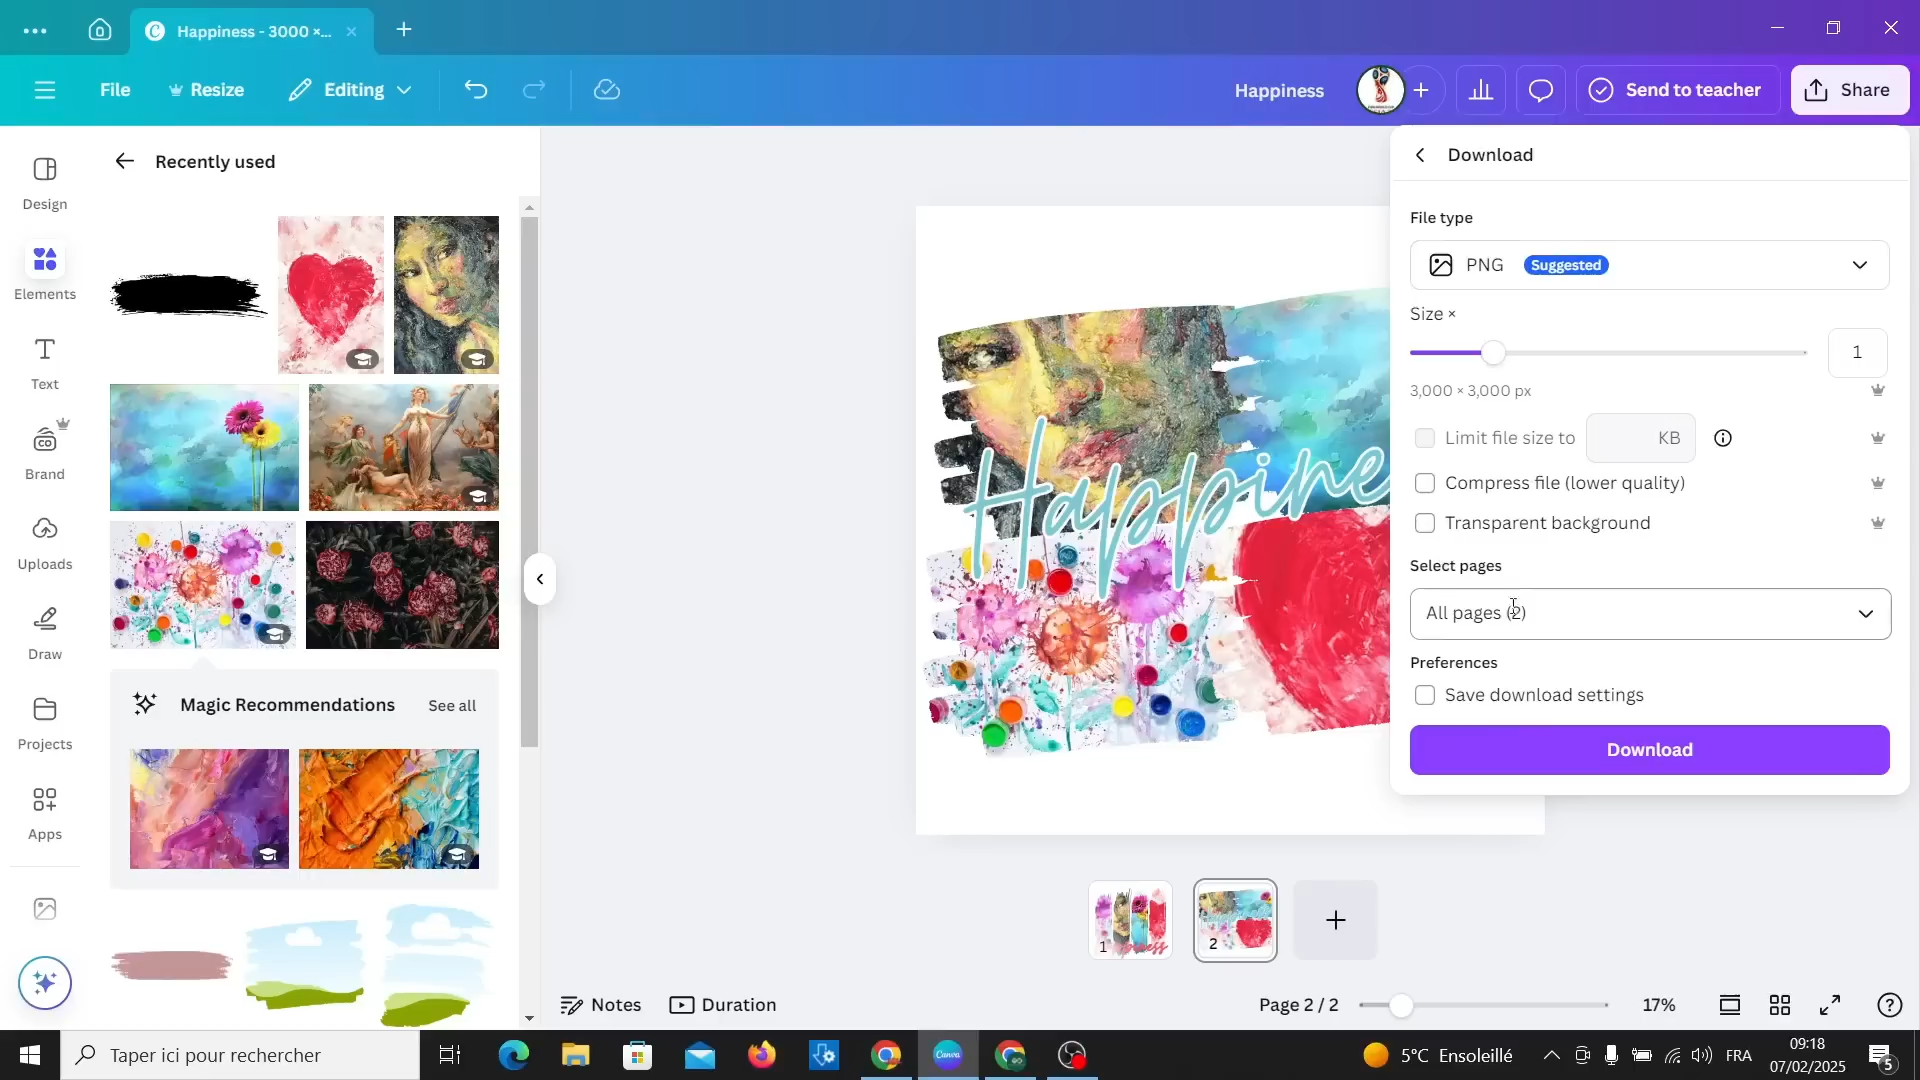 Happiness - 3000 ×...
File
Resize
Editing
Happiness
Send to teacher
Share
Design
Elements
Text
Brand
Uploads
Draw
Projects
Apps
Recently used
Magic Recommendations
See all
Happine
Download
File type
PNG
Suggested
Size ×
1
3,000 × 3,000 px
Limit file size to
KB
Compress file (lower quality)
Transparent background
Select pages
All pages (2)
Preferences
Save download settings
Download
1
2
Notes
Duration
Page 2 / 2
17%
Taper ici pour rechercher
Canva
5°C Ensoleillé
FRA
09:18
07/02/2025
5